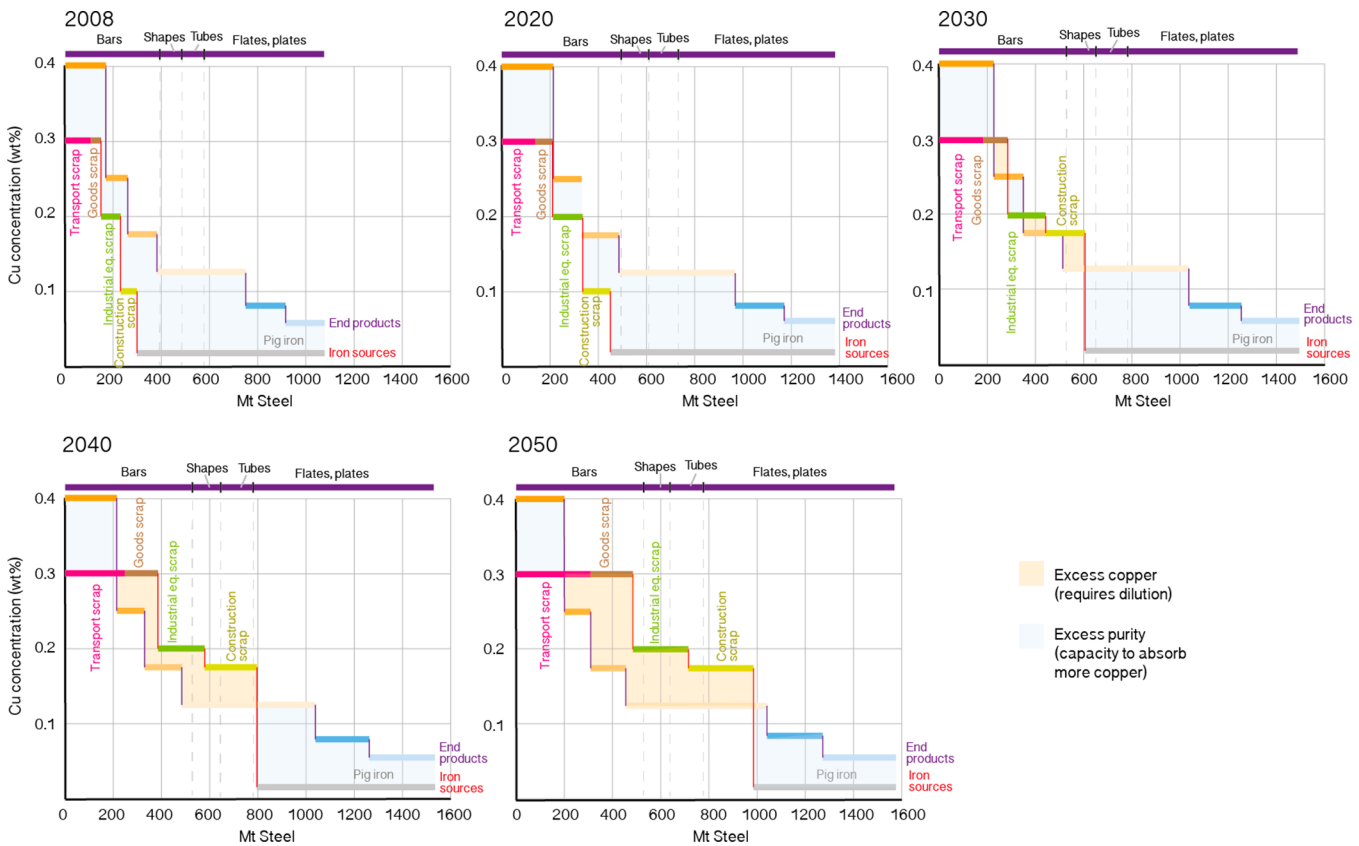 2008
Bars Shapes Tubes Flates, plates
Cu concentration (wt%)
0.4
0.3
0.2
0.1
Transport scrap
Goods scrap
Industrial eq. scrap
Construction
scrap
End products
Pig iron
Iron sources
0 200 400 600 800 1000 1200 1400 1600
Mt Steel
2020
Bars Shapes Tubes Flates, plates
0.4
0.3
0.2
0.1
Transport scrap
Goods scrap
Industrial eq. scrap
Construction
scrap
End
products
Pig iron
Iron
sources
0 200 400 600 800 1000 1200 1400 1600
Mt Steel
2030
Bars Shapes Tubes Flates, plates
0.4
0.3
0.2
0.1
Transport scrap
Goods scrap
Industrial eq. scrap
Construction
scrap
End
products
Pig iron
Iron
sources
0 200 400 600 800 1000 1200 1400 1600
Mt Steel
2040
Bars Shapes Tubes Flates, plates
Cu concentration (wt%)
0.4
0.3
0.2
0.1
Transport scrap
Goods scrap
Industrial eq. scrap
Construction
scrap
End
products
Pig iron
Iron
sources
0 200 400 600 800 1000 1200 1400 1600
Mt Steel
2050
Bars Shapes Tubes Flates, plates
0.4
0.3
0.2
0.1
Transport scrap
Goods scrap
Industrial eq. scrap
Construction
scrap
End
products
Pig iron
Iron
sources
0 200 400 600 800 1000 1200 1400 1600
Mt Steel
Excess copper
(requires dilution)
Excess purity
(capacity to absorb
more copper)